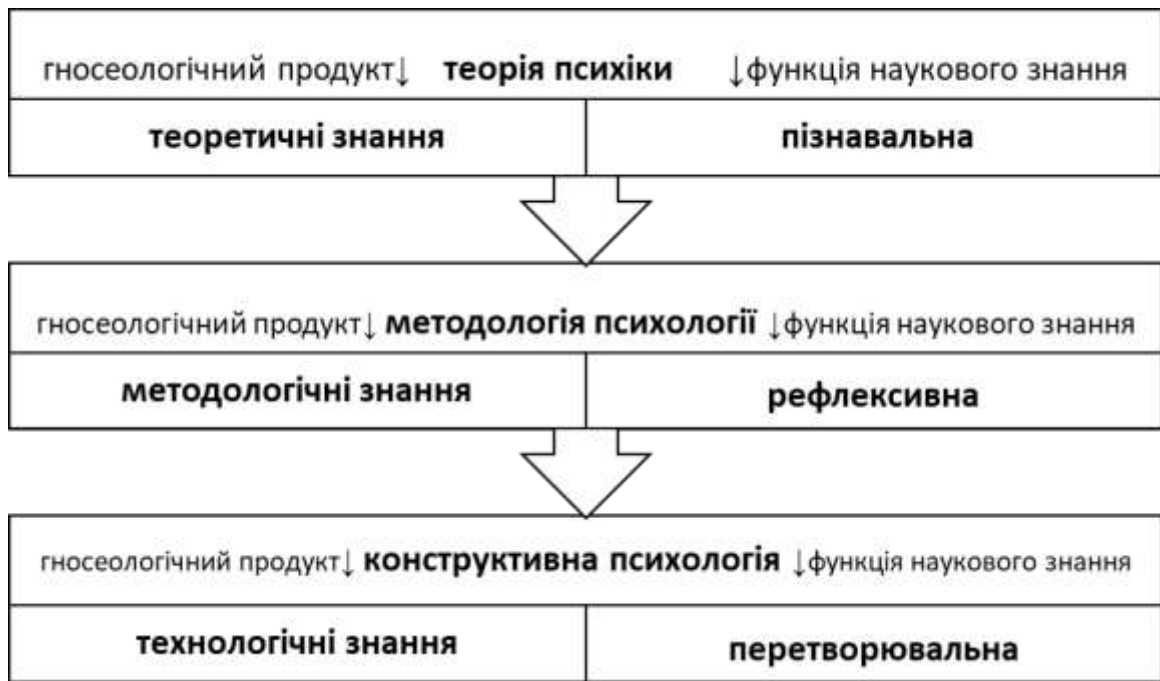 гносеологічний продукт↓ теорія психіки ↓функція наукового знання
теоретичні знання пізнавальна
гносеологічний продукт↓ методологія психології ↓функція наукового знання
методологічні знання рефлексивна
гносеологічний продукт↓ конструктивна психологія ↓функція наукового знання
технологічні знання перетворювальна